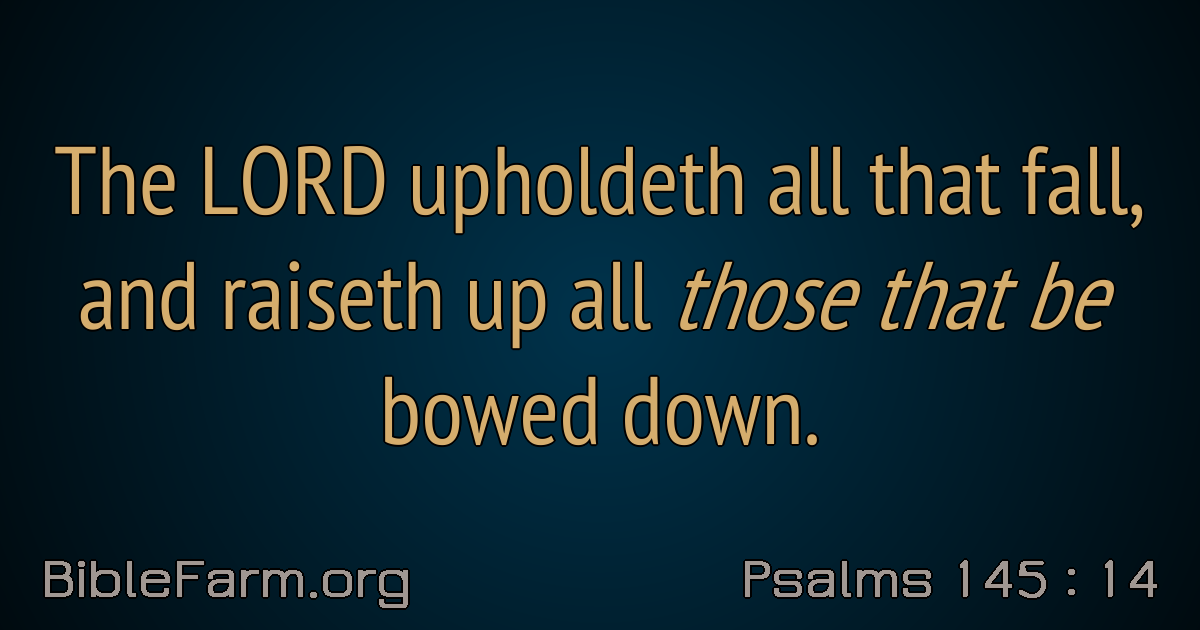 The LORD upholdeth all that fall,
and raiseth up all those that be
bowed down.
BibleFarm.org
Psalms 145 : 14